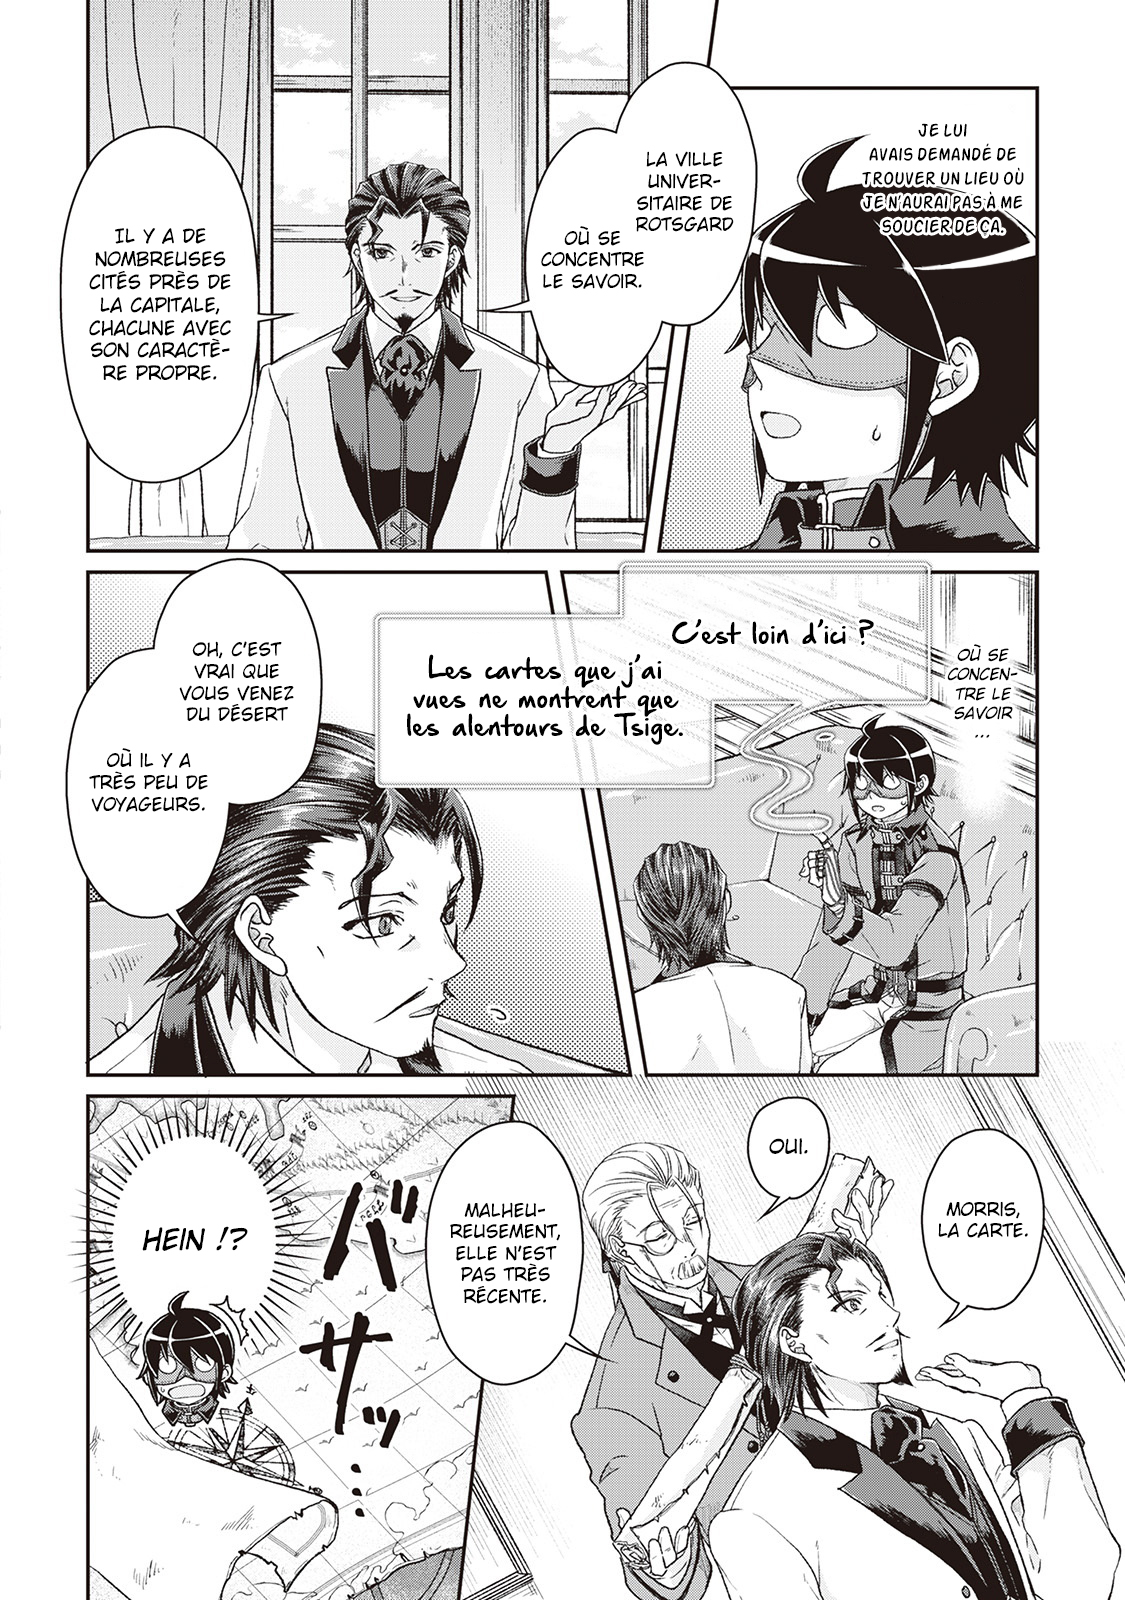 JE LUI
AVAIS DEMANDÉ DE
TROUVER UN LIEU OÙ
JE N'AURAI PAS À ME
SOUCIER DE ÇA.
LA VILLE
UNIVER-
SITAIRE DE
ROTSGARD
OÙ SE
CONCENTRE
LE SAVOIR.
IL Y A DE
NOMBREUSES
CITÉS PRÈS DE
LA CAPITALE,
CHACUNE AVEC
SON CARACTÈ-
RE PROPRE.
OÙ SE
CONCEN-
TRE LE
SAVOIR
...
C'est loin d'ici ?
Les cartes que j'ai
vues ne montrent que
les alentours de Tsige.
OH, C'EST
VRAI QUE
VOUS VENEZ
DU DÉSERT
OÙ IL Y A
TRÈS PEU DE
VOYAGEURS.
MORRIS,
LA CARTE.
OUI.
MALHEU-
REUSEMENT,
ELLE N'EST
PAS TRÈS
RÉCENTE.
バサッ…
HEIN !?